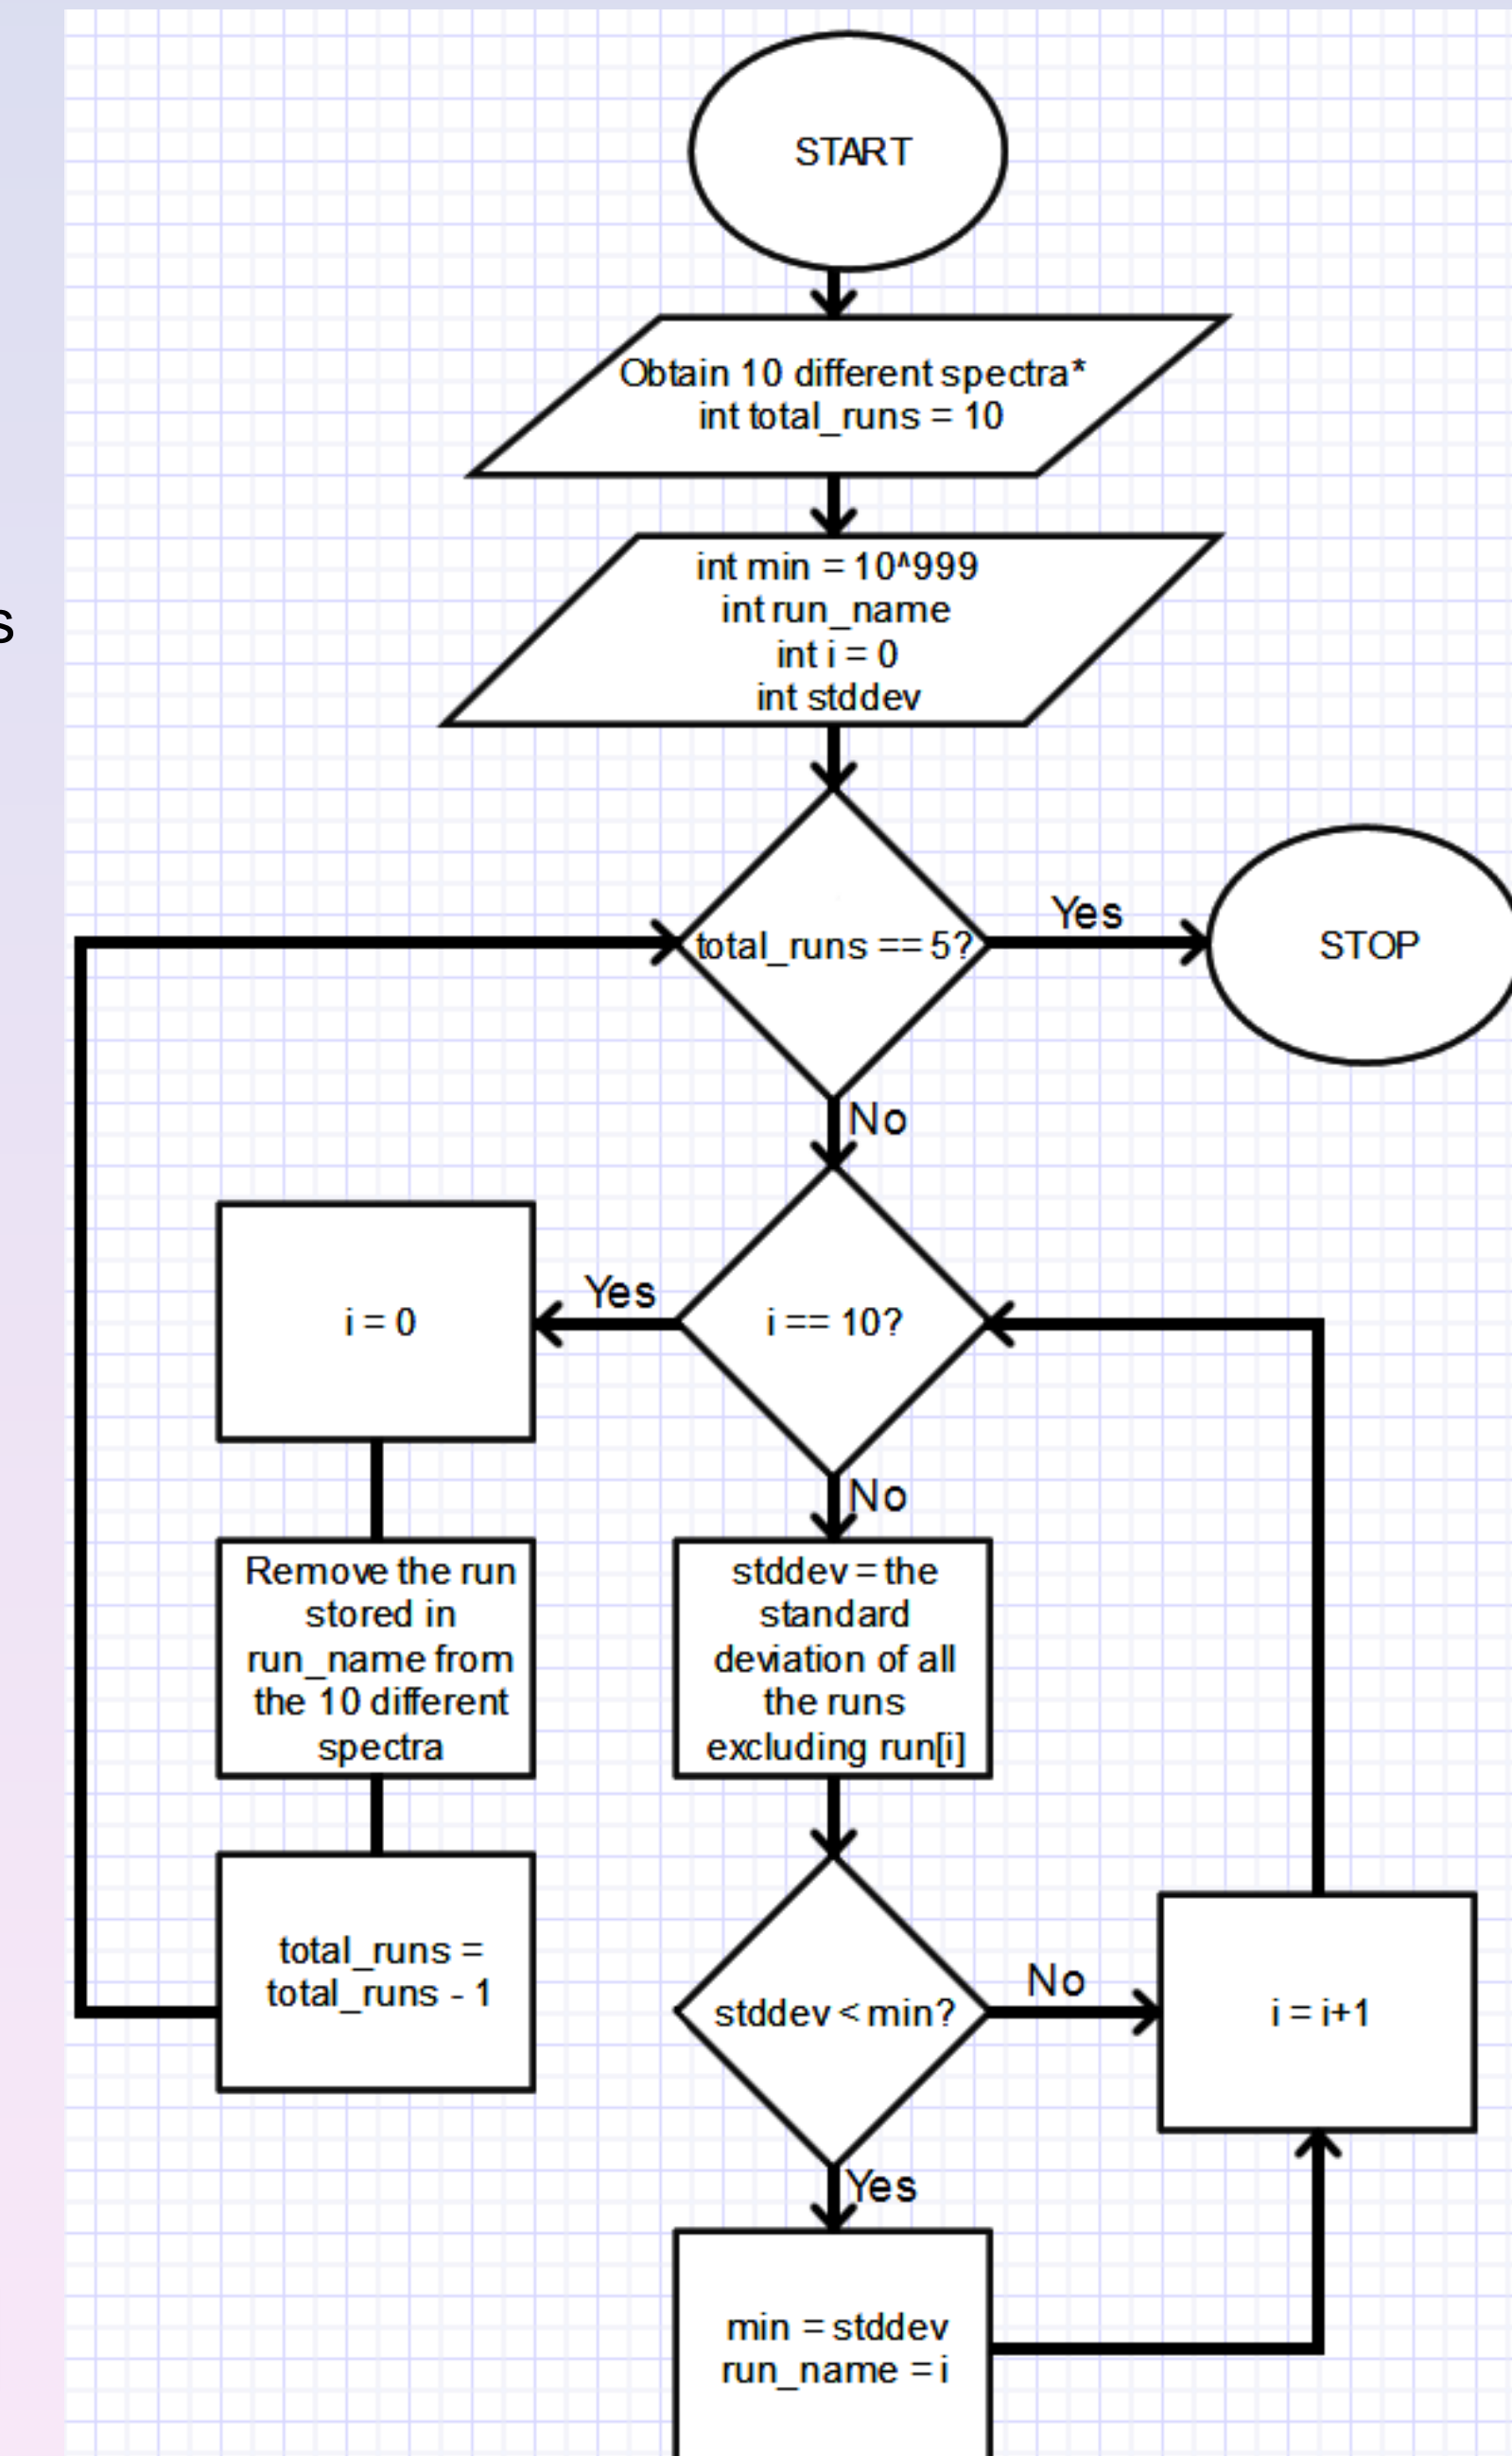 START
Obtain 10 different spectra*
int total_runs = 10
int min = 10^999
int run_name
int i = 0
int stddev
s
total_runs == 5?
Yes
STOP
No
i == 10?
Yes
i = 0
No
Remove the run
stored in
run_name from
the 10 different
spectra
stddev = the
standard
deviation of all
the runs
excluding run[i]
total_runs =
total_runs - 1
stddev < min?
No
i = i+1
Yes
min = stddev
run_name = i